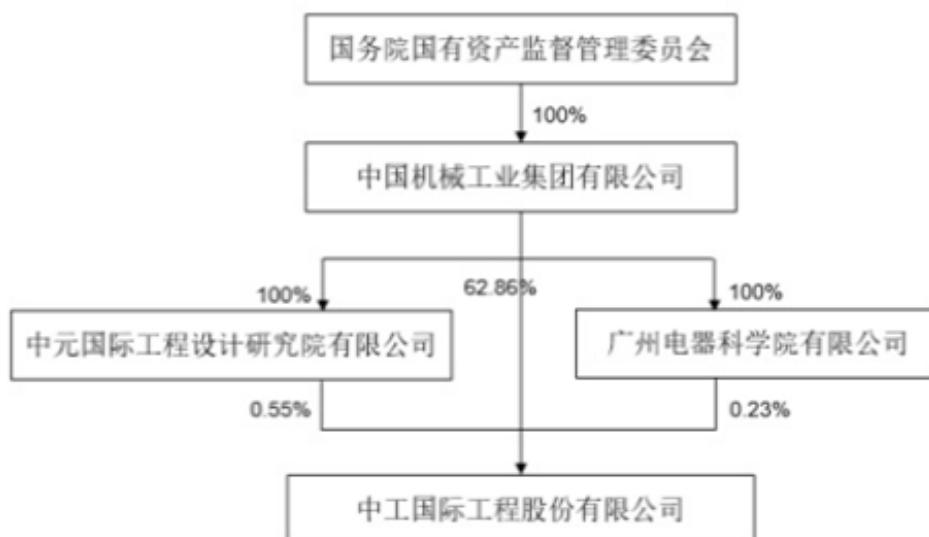 国务院国有资产监督管理委员会
100%
中国机械工业集团有限公司
62.86%
100%
100%
中元国际工程设计研究院有限公司
广州电器科学院有限公司
0.55%
0.23%
中工国际工程股份有限公司